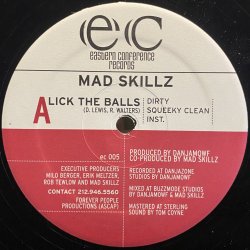 ec
eastern conference
records
MAD SKILLZ
A LICK THE BALLS
(D. LEWIS, R. WALTERS)
DIRTY
SQUEEKY CLEAN
INST.
ec 005
EXECUTIVE PRODUCERS
MILO BERGER, ERIK MELTZER,
ROB TEWLOW AND MAD SKILLZ
CONTACT 212.946.5560
FOREVER PEOPLE
PRODUCTIONS (ASCAP)
PRODUCED BY DANJAMOWF
CO-PRODUCED BY MAD SKILLZ
RECORDED AT DANJAZONE
STUDIOS BY DANJAMOWF
MIXED AT BUZZMODE STUDIOS
BY DANJAMOWF & MAD SKILLZ
MASTERED AT STERLING
SOUND BY TOM COYNE